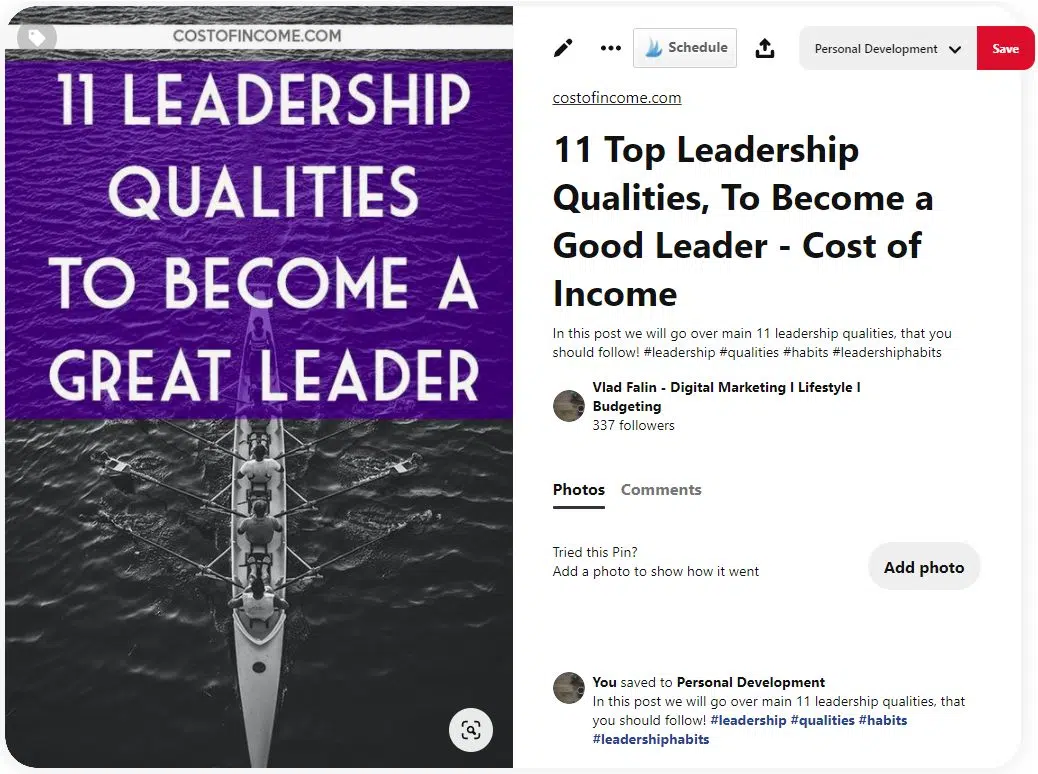 COSTOFINCOME.COM
11 LEADERSHIP
QUALITIES
TO BECOME A
GREAT LEADER
Schedule
Personal Development
Save
costofincome.com
11 Top Leadership
Qualities, To Become a
Good Leader - Cost of
Income
In this post we will go over main 11 leadership qualities, that you
should follow! #leadership #qualities #habits #leadershiphabits
Vlad Falin - Digital Marketing I Lifestyle I
Budgeting
337 followers
Photos Comments
Tried this Pin?
Add a photo to show how it went
Add photo
You saved to Personal Development
In this post we will go over main 11 leadership qualities, that
you should follow! #leadership #qualities #habits
#leadershiphabits